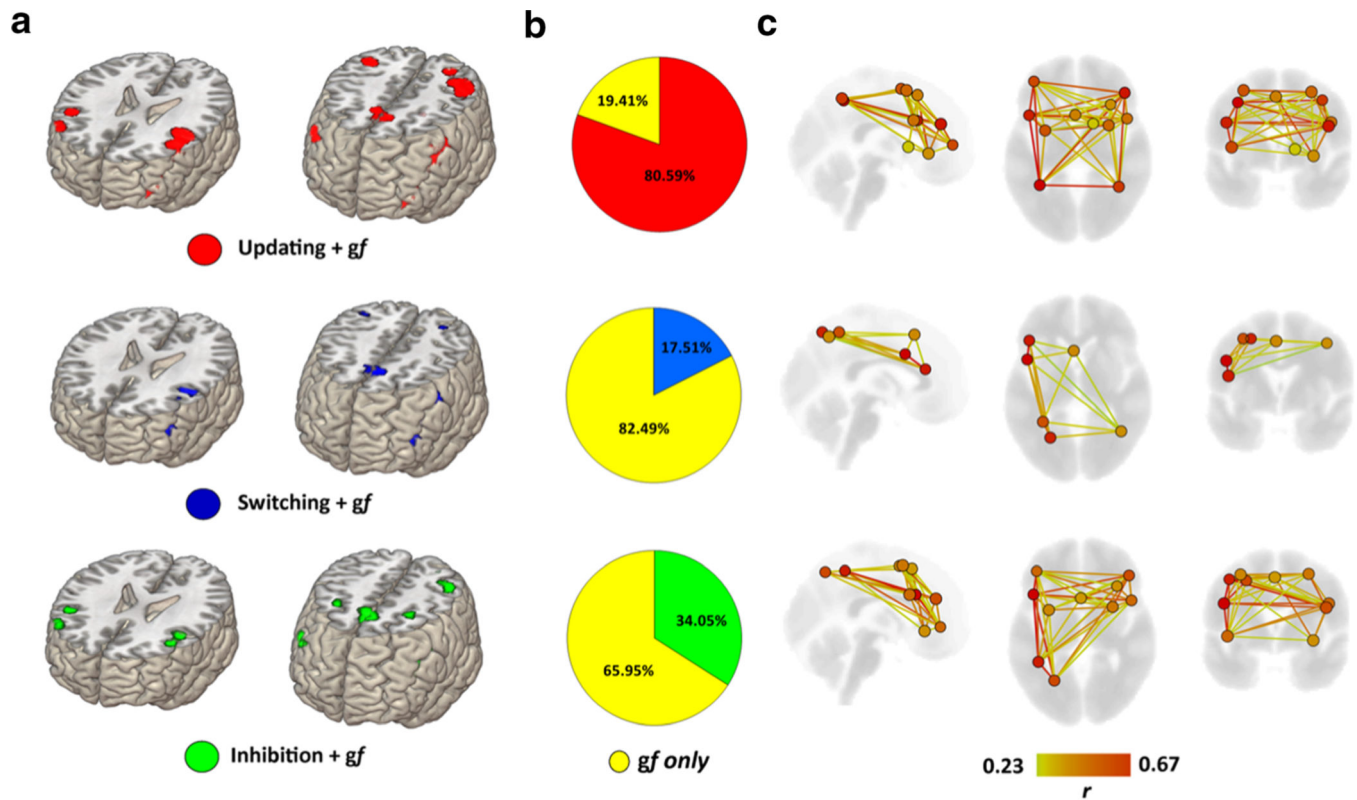 a
b
c
19.41%
80.59%
Updating + gf
17.51%
82.49%
Switching + gf
34.05%
65.95%
Inhibition + gf
gf only
0.23
0.67
r